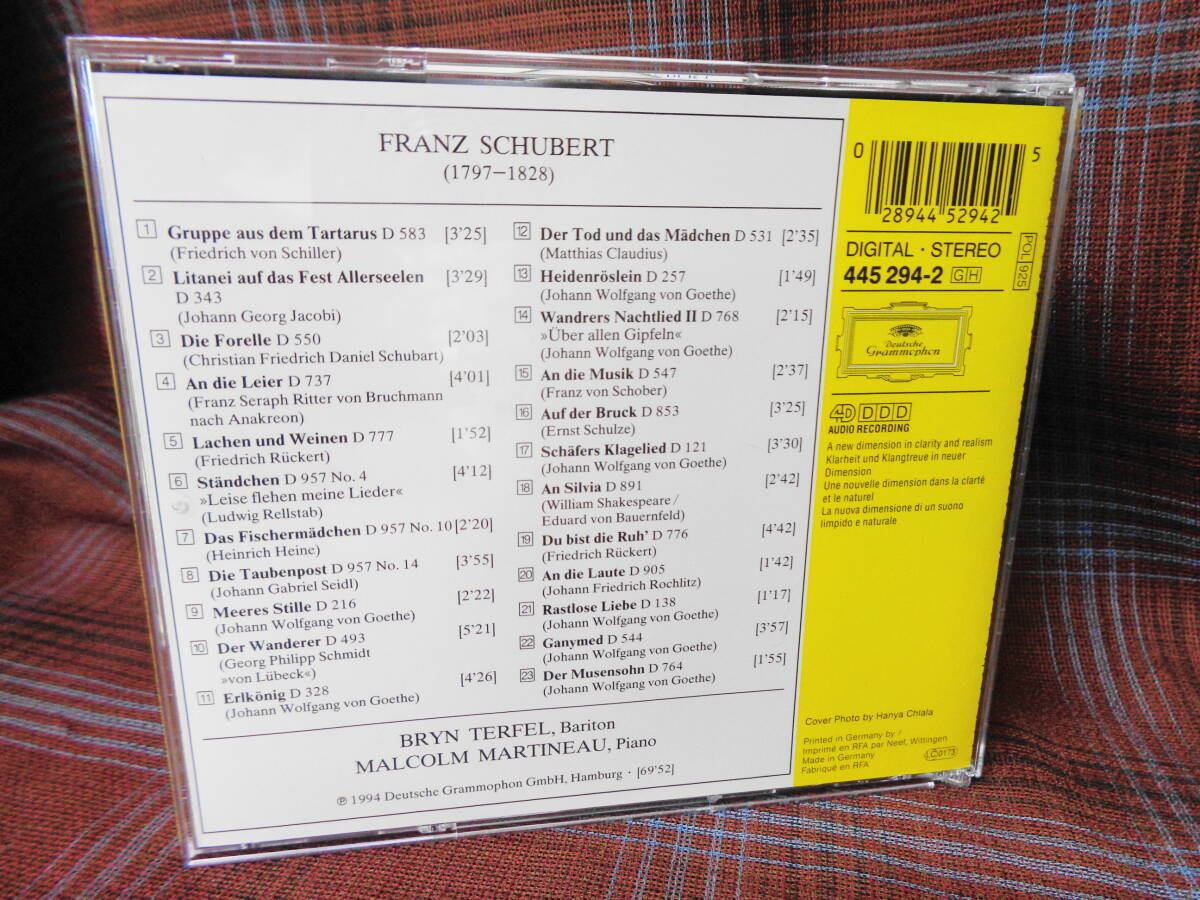 FRANZ SCHUBERT
(1797–1828)
1 Gruppe aus dem Tartarus D 583 [3'25]
(Friedrich von Schiller)
2 Litanei auf das Fest Allerseelen [3'29]
D 343
(Johann Georg Jacobi)
3 Die Forelle D 550 [2'03]
(Christian Friedrich Daniel Schubart)
4 An die Leier D 737 [4'01]
(Franz Seraph Ritter von Bruchmann
nach Anakreon)
5 Lachen und Weinen D 777 [1'52]
(Friedrich Rückert)
6 Ständchen D 957 No. 4 [4'12]
»Leise flehen meine Lieder«
(Ludwig Rellstab)
7 Das Fischermädchen D 957 No. 10 [2'20]
(Heinrich Heine)
8 Die Taubenpost D 957 No. 14 [3'55]
(Johann Gabriel Seidl)
9 Meeres Stille D 216 [2'22]
(Johann Wolfgang von Goethe)
10 Der Wanderer D 493 [5'21]
(Georg Philipp Schmidt
»von Lübeck«)
11 Erlkönig D 328 [4'26]
(Johann Wolfgang von Goethe)
12 Der Tod und das Mädchen D 531 [2'35]
(Matthias Claudius)
13 Heidenröslein D 257 [1'49]
(Johann Wolfgang von Goethe)
14 Wandrers Nachtlied II D 768 [2'15]
»Über allen Gipfeln«
(Johann Wolfgang von Goethe)
15 An die Musik D 547 [2'37]
(Franz von Schober)
16 Auf der Bruck D 853 [3'25]
(Ernst Schulze)
17 Schäfers Klagelied D 121 [3'30]
(Johann Wolfgang von Goethe)
18 An Silvia D 891 [2'42]
(William Shakespeare/
Eduard von Bauernfeld)
19 Du bist die Ruh' D 776 [4'42]
(Friedrich Rückert)
20 An die Laute D 905 [1'42]
(Johann Friedrich Rochlitz)
21 Rastlose Liebe D 138 [1'17]
(Johann Wolfgang von Goethe)
22 Ganymed D 544 [3'57]
(Johann Wolfgang von Goethe)
23 Der Musensohn D 764 [1'55]
(Johann Wolfgang von Goethe)
BRYN TERFEL, Bariton
MALCOLM MARTINEAU, Piano
℗ 1994 Deutsche Grammophon GmbH, Hamburg · [69'52]
0 28944 52942 5
DIGITAL · STEREO
445 294-2 GH
POL 925
Deutsche
Grammophon
4D DDD
AUDIO RECORDING
A new dimension in clarity and realism
Klarheit und Klangtreue in neuer
Dimension
Une nouvelle dimension dans la clarté
et le naturel
La nuova dimensione di un suono
limpido e naturale
Cover Photo by Hanya Chlala
Printed in Germany by /
Imprimé en RFA par Neef, Wittingen
Made in Germany
Fabriqué en RFA
LC0173